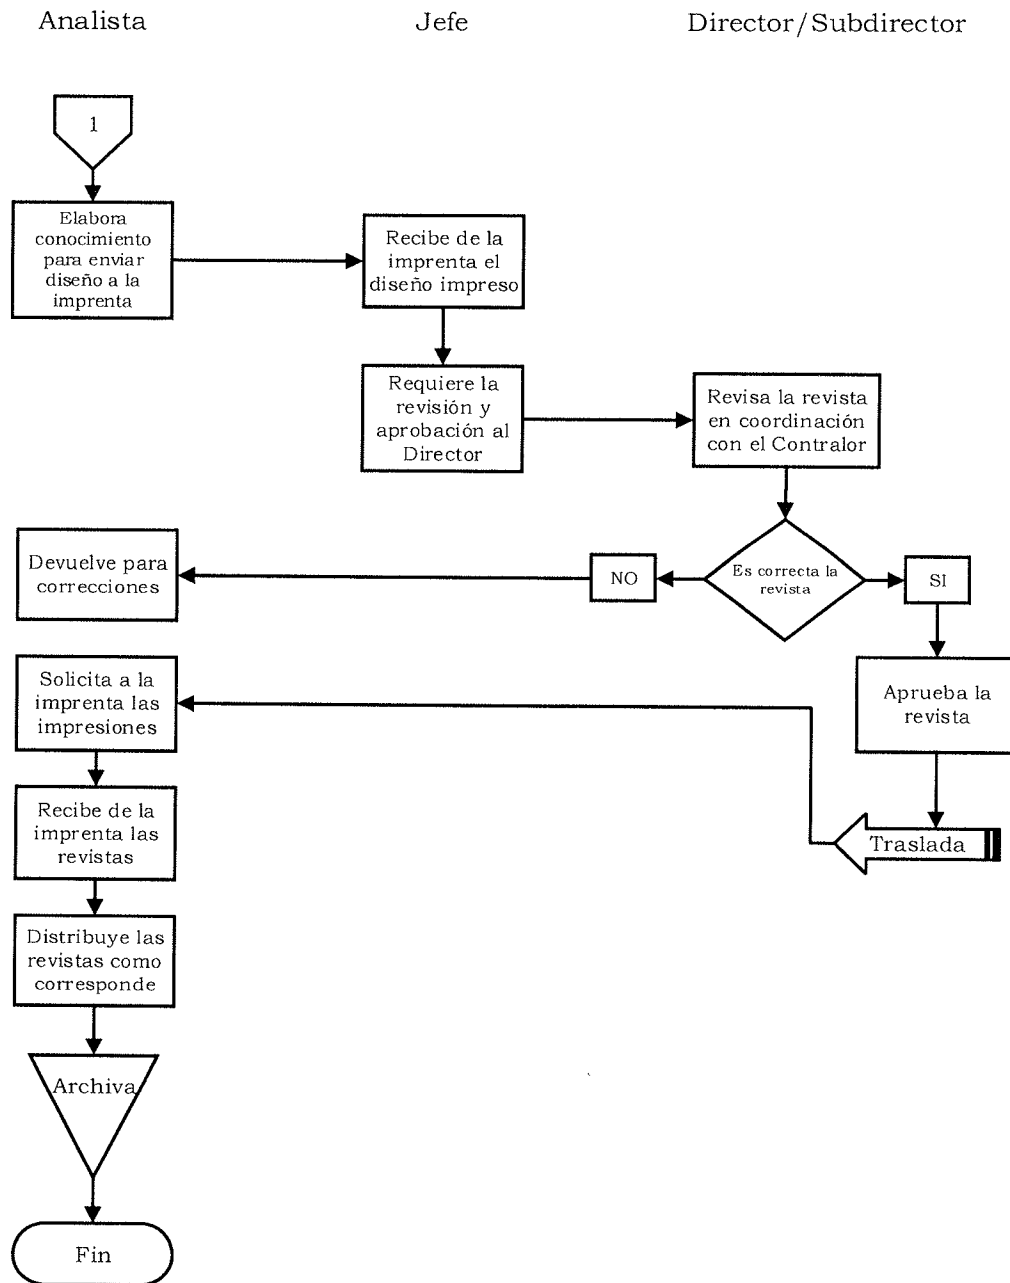 Analista
Jefe
Director/Subdirector
1
Elabora
conocimiento
para enviar
diseño a la
imprenta
Recibe de la
imprenta el
diseño impreso
Requiere la
revisión y
aprobación al
Director
Revisa la revista
en coordinación
con el Contralor
Es correcta la
revista
NO
SI
Devuelve para
correcciones
Aprueba la
revista
Traslada
Solicita a la
imprenta las
impresiones
Recibe de la
imprenta las
revistas
Distribuye las
revistas como
corresponde
Archiva
Fin